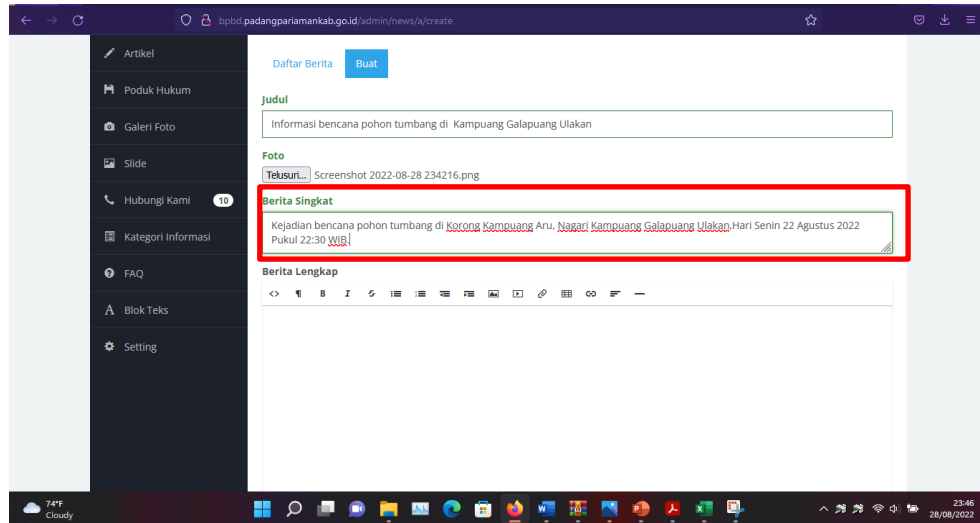 bpbd.padangpariamankab.go.id/admin/news/a/create
Artikel
Poduk Hukum
Galeri Foto
Slide
Hubungi Kami 10
Kategori Informasi
FAQ
A Blok Teks
Setting
Daftar Berita Buat
Judul
Informasi bencana pohon tumbang di Kampuang Galapuang Ulakan
Foto
Telusuri... Screenshot 2022-08-28 234216.png
Berita Singkat
Kejadian bencana pohon tumbang di Korong Kampuang Aru, Nagari Kampuang Galapuang Ulakan,Hari Senin 22 Agustus 2022
Pukul 22:30 WIB.
Berita Lengkap
<> ¶ B I S
74°F
Cloudy
23:46
28/08/2022